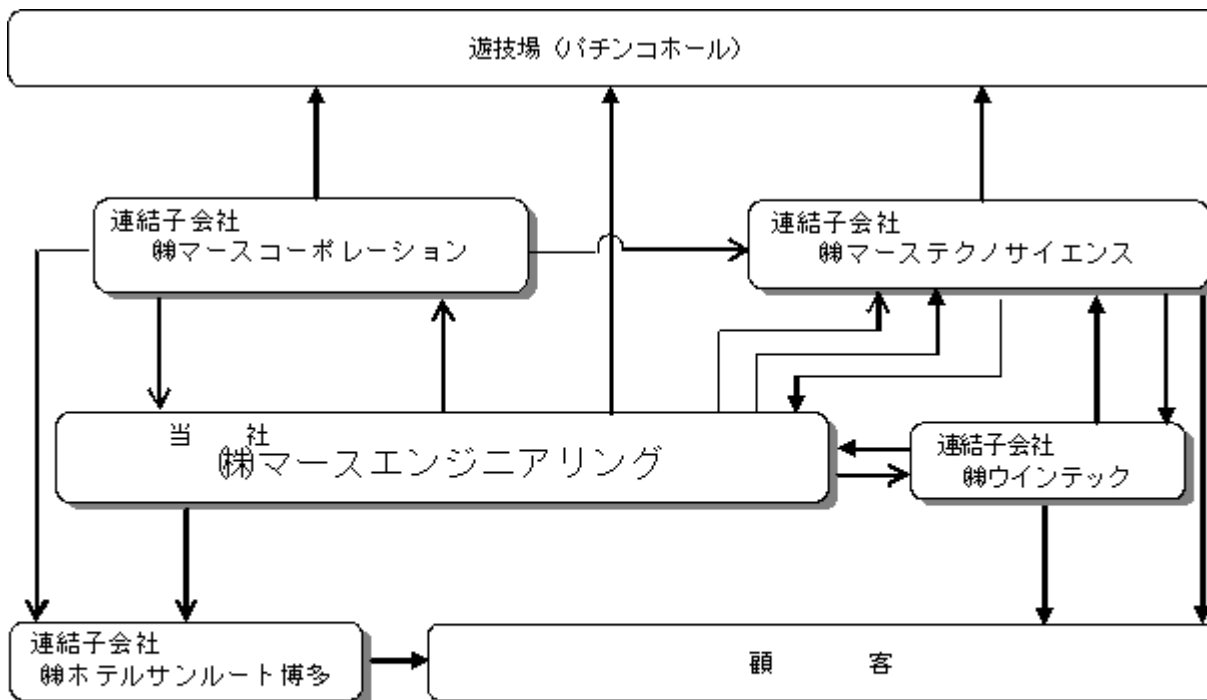 遊技場（パチンコホール）
連結子会社
㈱マースコーポレーション
連結子会社
㈱マーステクノサイエンス
当　　社
㈱マースエンジニアリング
連結子会社
㈱ウインテック
連結子会社
㈱ホテルサンルート博多
顧　　客